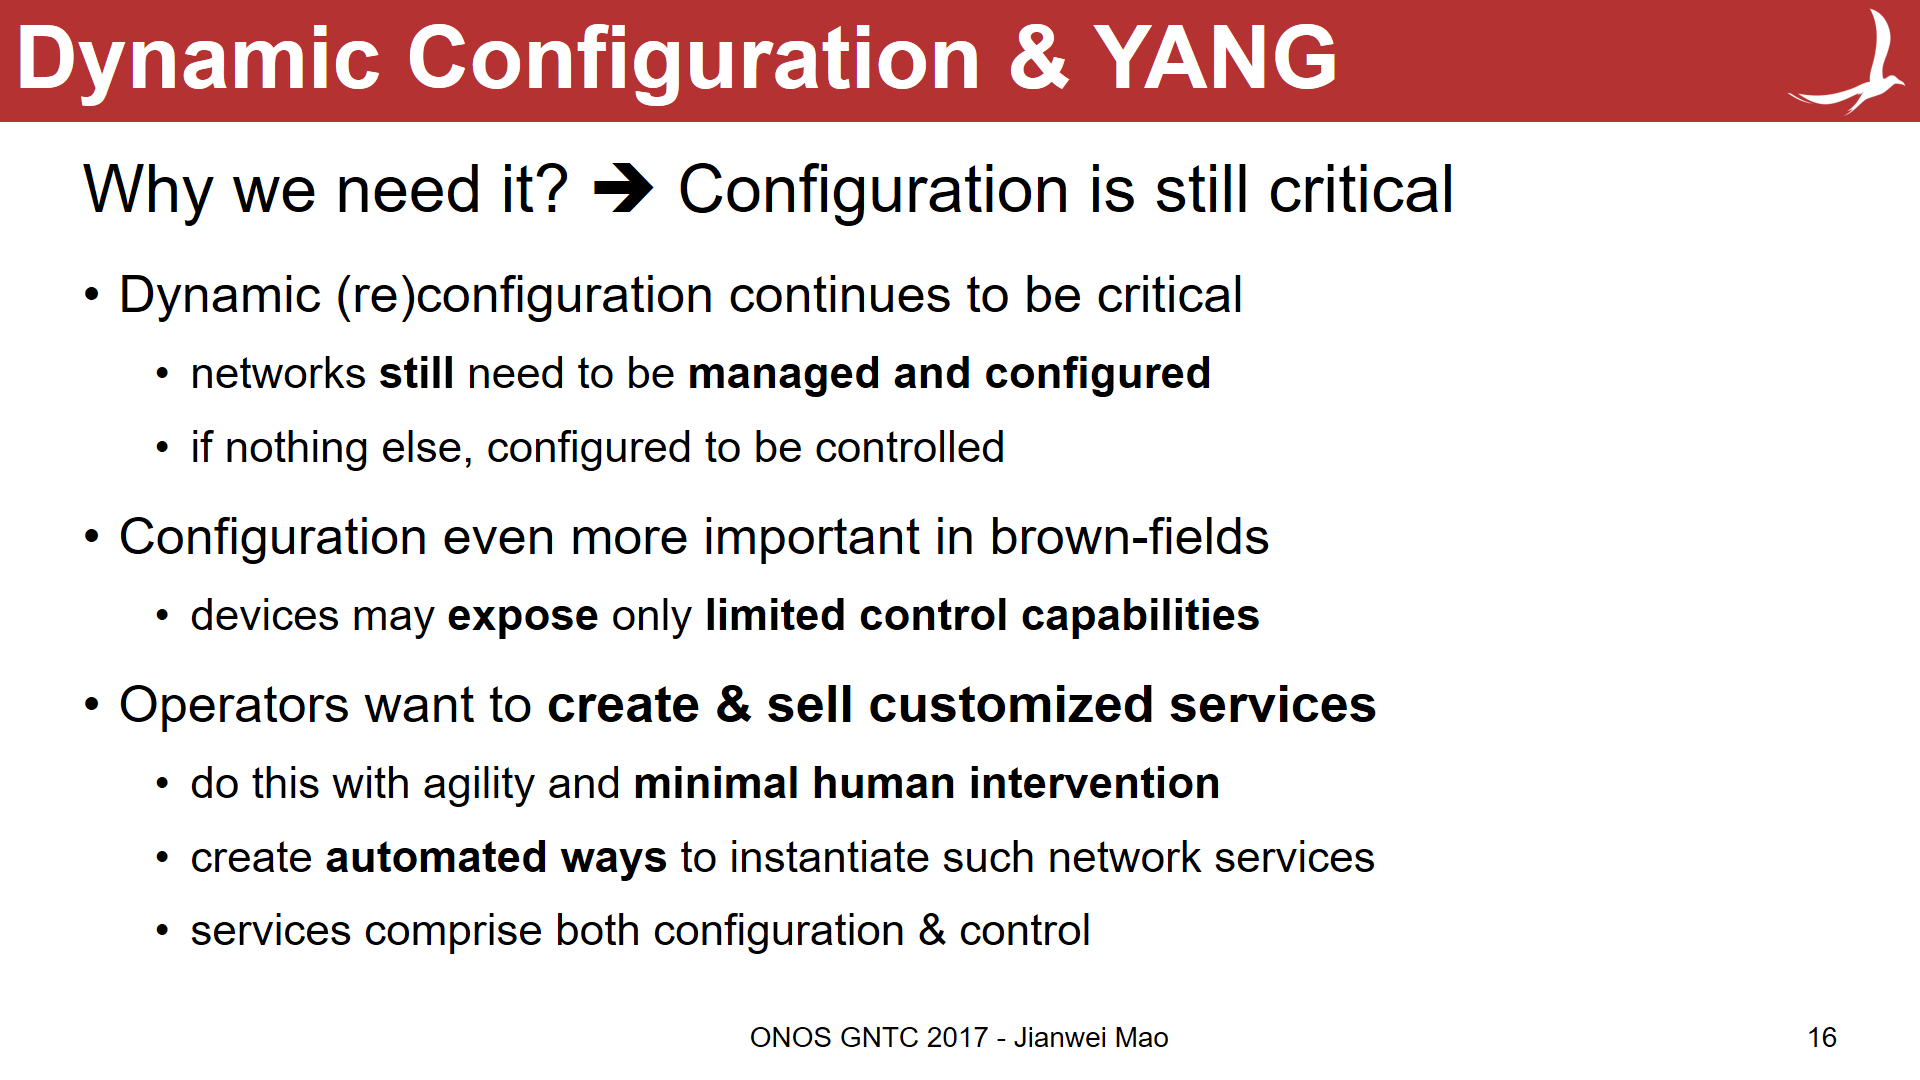 Dynamic Configuration & YANG
Why we need it? ➔ Configuration is still critical
• Dynamic (re)configuration continues to be critical
• networks still need to be managed and configured
• if nothing else, configured to be controlled
• Configuration even more important in brown-fields
• devices may expose only limited control capabilities
• Operators want to create & sell customized services
• do this with agility and minimal human intervention
• create automated ways to instantiate such network services
• services comprise both configuration & control
ONOS GNTC 2017 - Jianwei Mao
16